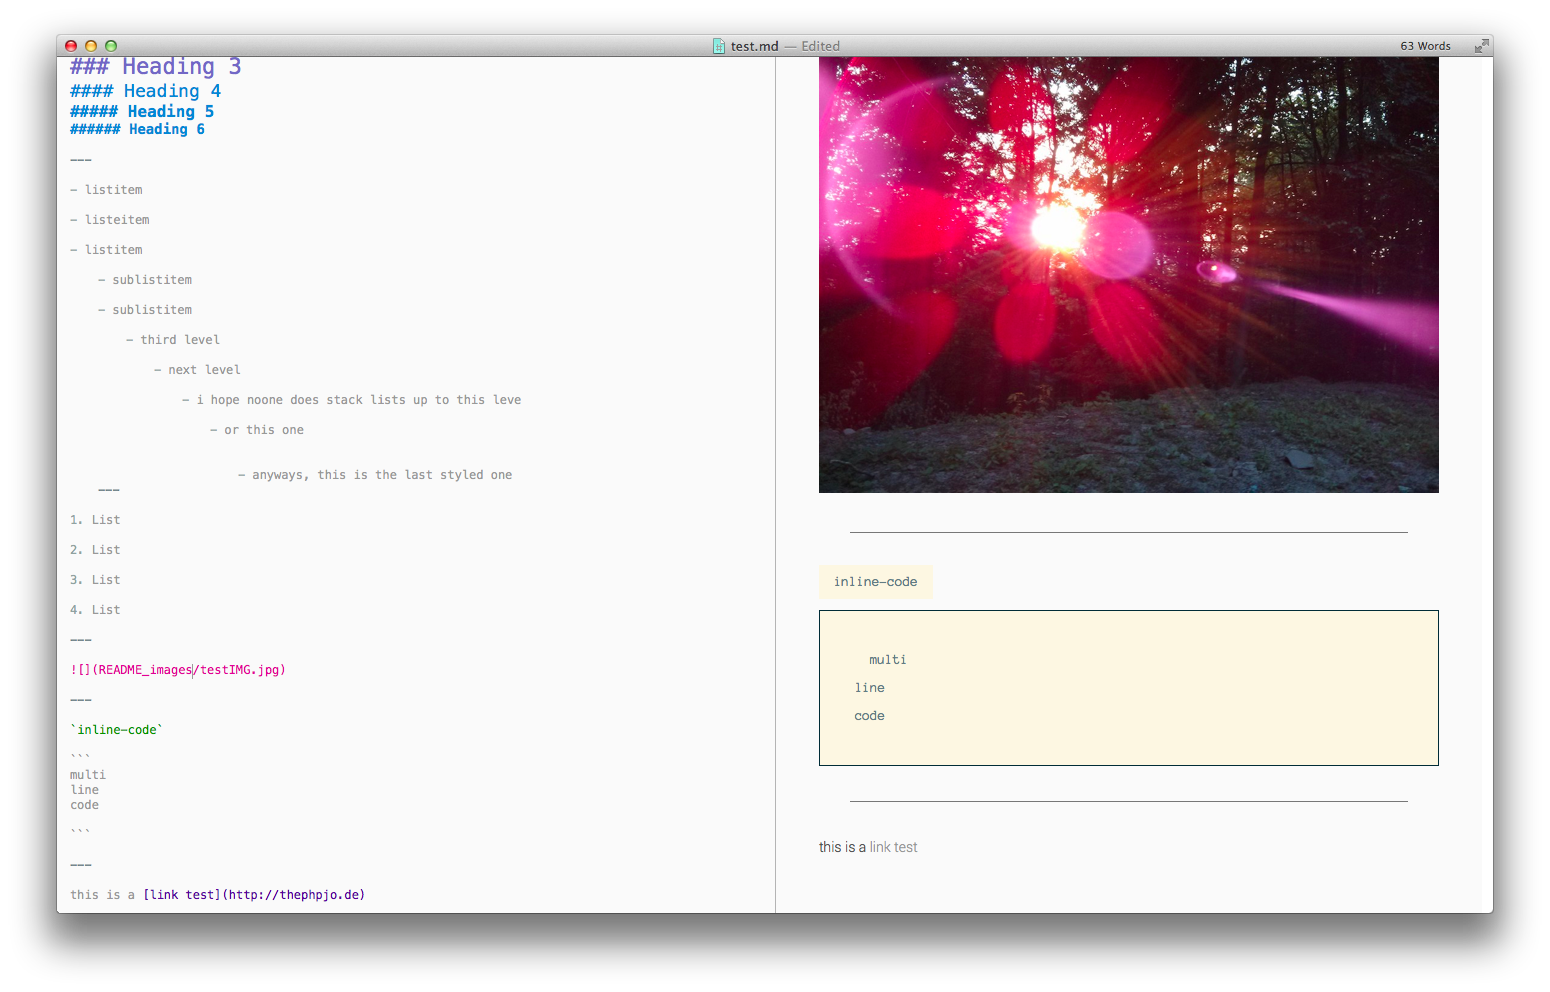 test.md — Edited
63 Words
### Heading 3
#### Heading 4
##### Heading 5
###### Heading 6
---
- listitem
- listeitem
- listitem
- sublistitem
- sublistitem
- third level
- next level
- i hope noone does stack lists up to this leve
- or this one
- anyways, this is the last styled one
---
1. List
2. List
3. List
4. List
---
![](README_images/testIMG.jpg)
---
`inline-code`
```
multi
line
code
```
---
this is a [link test](http://thephpjo.de)
inline-code
multi
line
code
this is a link test